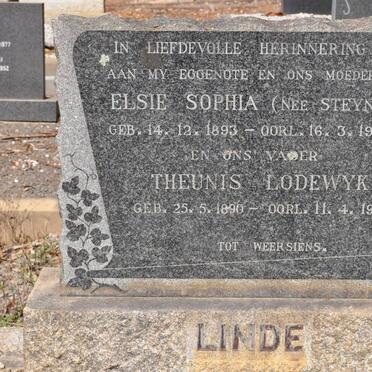 IN LIEFDEVOLLE HERINNERING
AAN MY EGGENOTE EN ONS MOEDER
ELSIE SOPHIA (NEE STEYN
GEB. 14.12.1893 – OORL. 16.3.19
EN ONS VADER
THEUNIS LODEWYK
GEB. 25.5.1890 – OORL. 11.4.19
TOT WEERSIENS.
LINDE